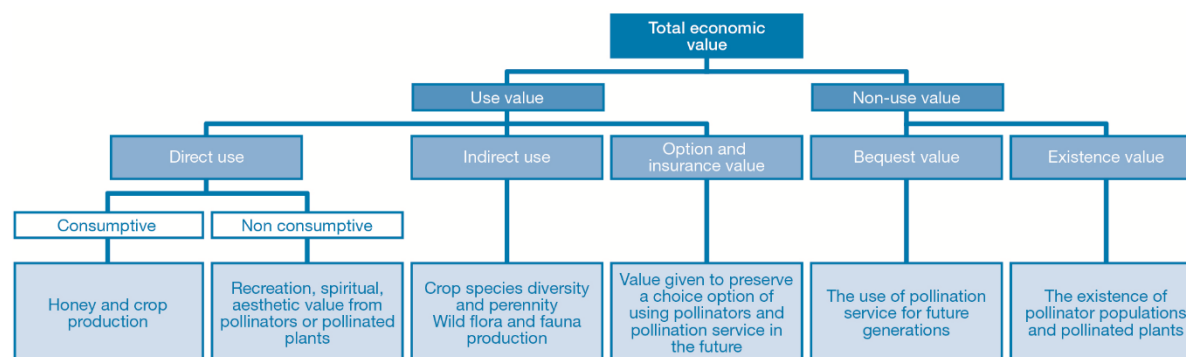 Total economic
value
Use value
Non-use value
Direct use
Indirect use
Option and
insurance value
Bequest value
Existence value
Consumptive
Non consumptive
Honey and crop
production
Recreation, spiritual,
aesthetic value from
pollinators or pollinated
plants
Crop species diversity
and perennity
Wild flora and fauna
production
Value given to preserve
a choice option of
using pollinators and
pollination service in
the future
The use of pollination
service for future
generations
The existence of
pollinator populations
and pollinated plants